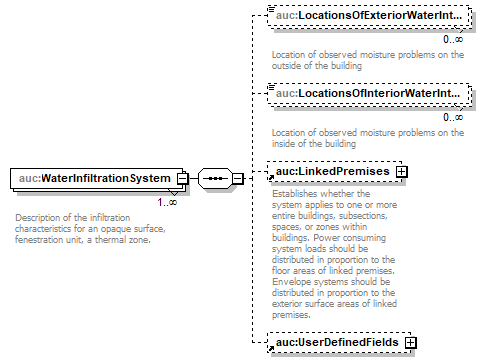 auc:LocationsOfExteriorWaterInt...
0..∞
Location of observed moisture problems on the
outside of the building
auc:LocationsOfInteriorWaterInt...
0..∞
Location of observed moisture problems on the
inside of the building
auc:WaterInfiltrationSystem
1..∞
Description of the infiltration
characteristics for an opaque surface,
fenestration unit, a thermal zone.
auc:LinkedPremises
Establishes whether the
system applies to one or more
entire buildings, subsections,
spaces, or zones within
buildings. Power consuming
system loads should be
distributed in proportion to the
floor areas of linked premises.
Envelope systems should be
distributed in proportion to the
exterior surface areas of linked
premises.
auc:UserDefinedFields